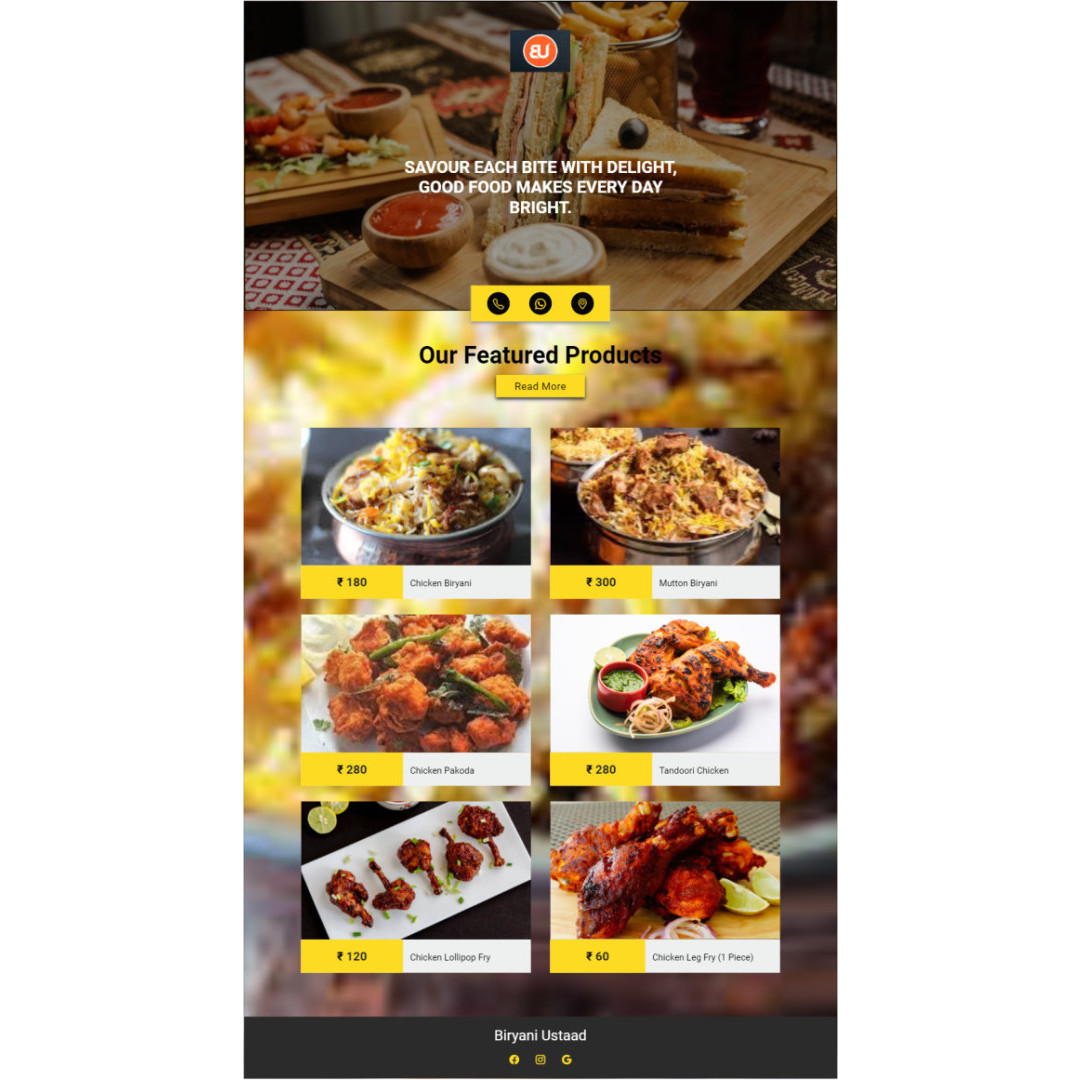 BU
SAVOUR EACH BITE WITH DELIGHT,
GOOD FOOD MAKES EVERY DAY
BRIGHT.
Our Featured Products
Read More
₹ 180 Chicken Biryani
₹ 300 Mutton Biryani
₹ 280 Chicken Pakoda
₹ 280 Tandoori Chicken
₹ 120 Chicken Lollipop Fry
₹ 60 Chicken Leg Fry (1 Piece)
Biryani Ustaad